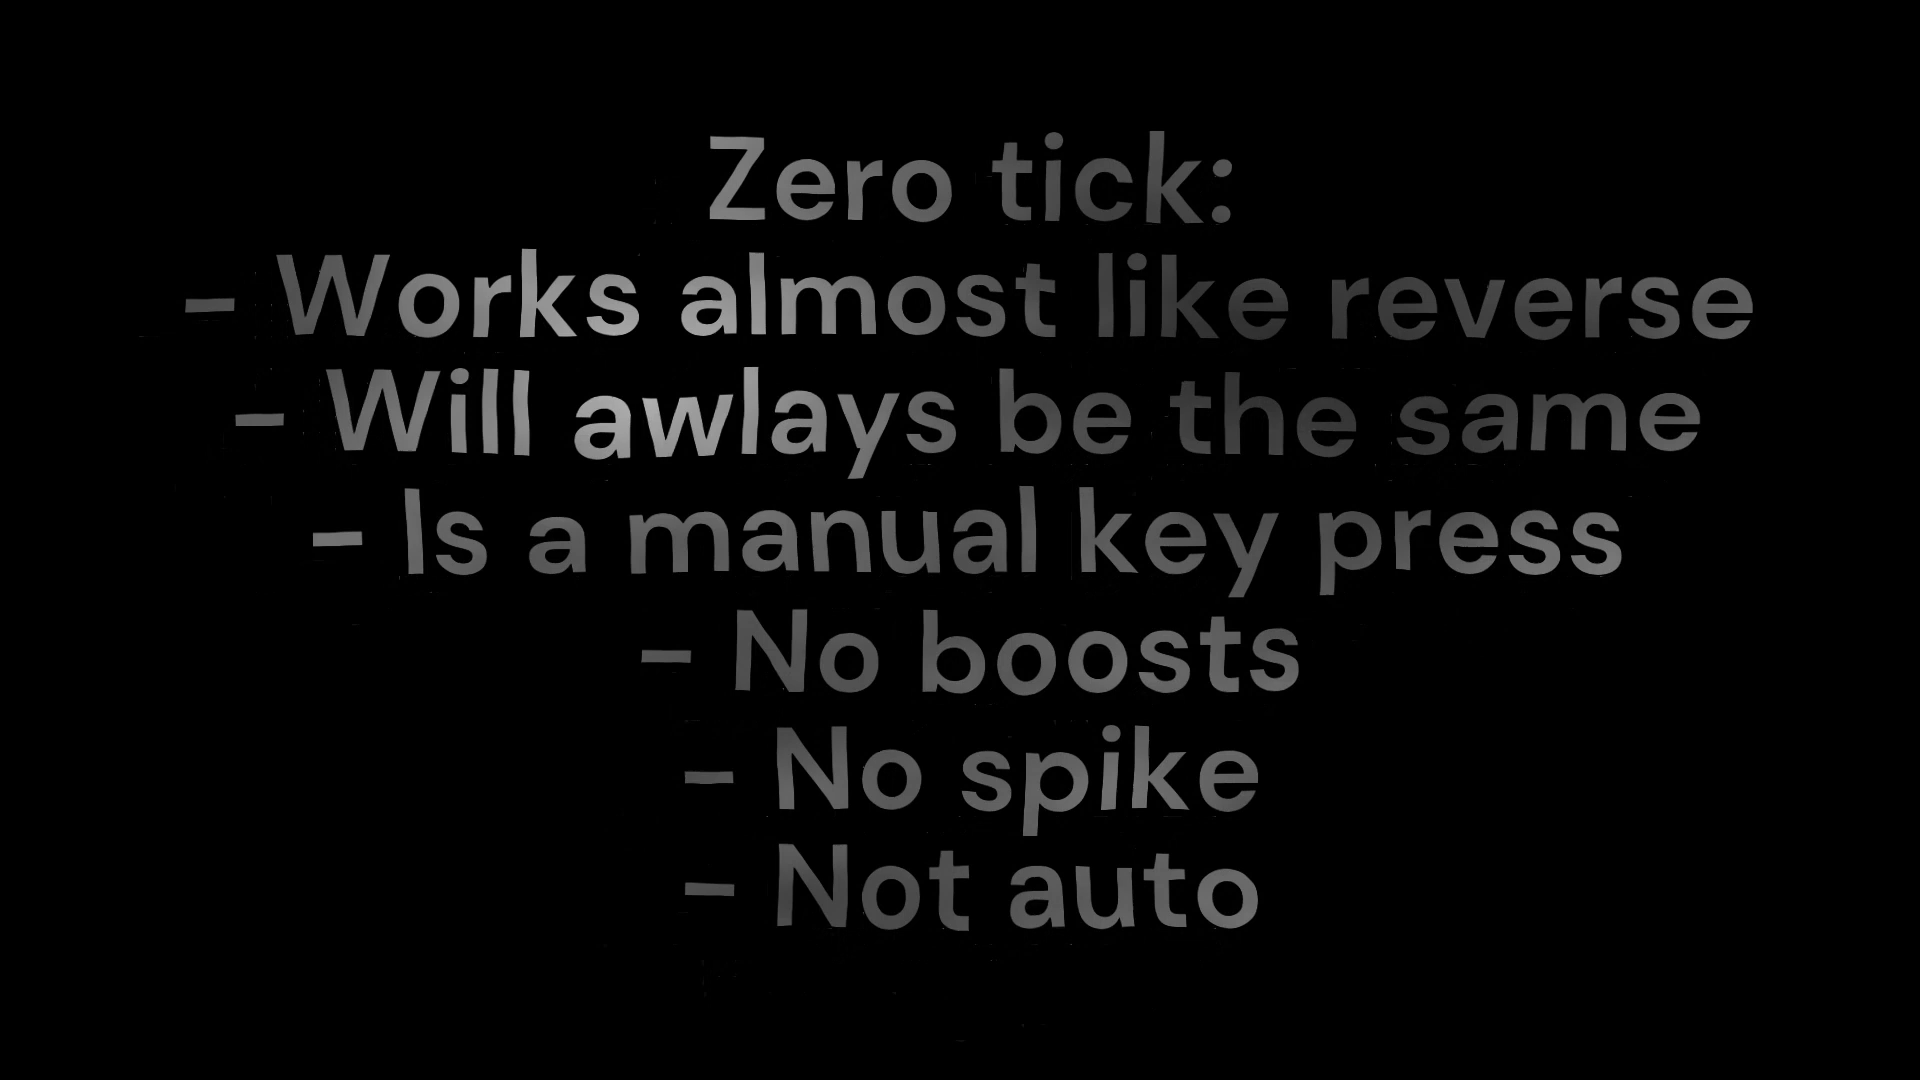 Zero tick:
- Works almost like reverse
- Will awlays be the same
- Is a manual key press
- No boosts
- No spike
- Not auto